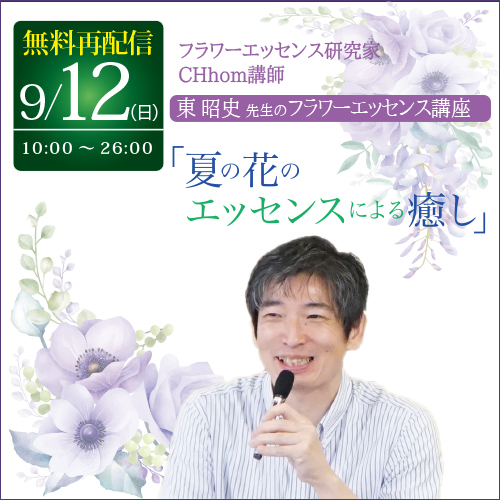 無料再配信
9/12(日)
10:00 ～ 26:00
フラワーエッセンス研究家
CHhom講師
東 昭史 先生のフラワーエッセンス講座
「夏の花の
エッセンスによる癒し」